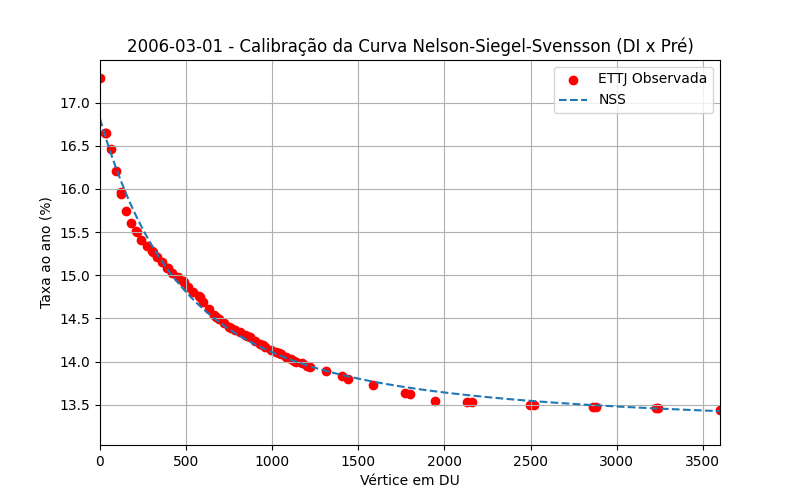 2006-03-01 - Calibração da Curva Nelson-Siegel-Svensson (DI x Pré)
ETTJ Observada
NSS
Taxa ao ano (%)
17.0
16.5
16.0
15.5
15.0
14.5
14.0
13.5
0 500 1000 1500 2000 2500 3000 3500
Vértice em DU